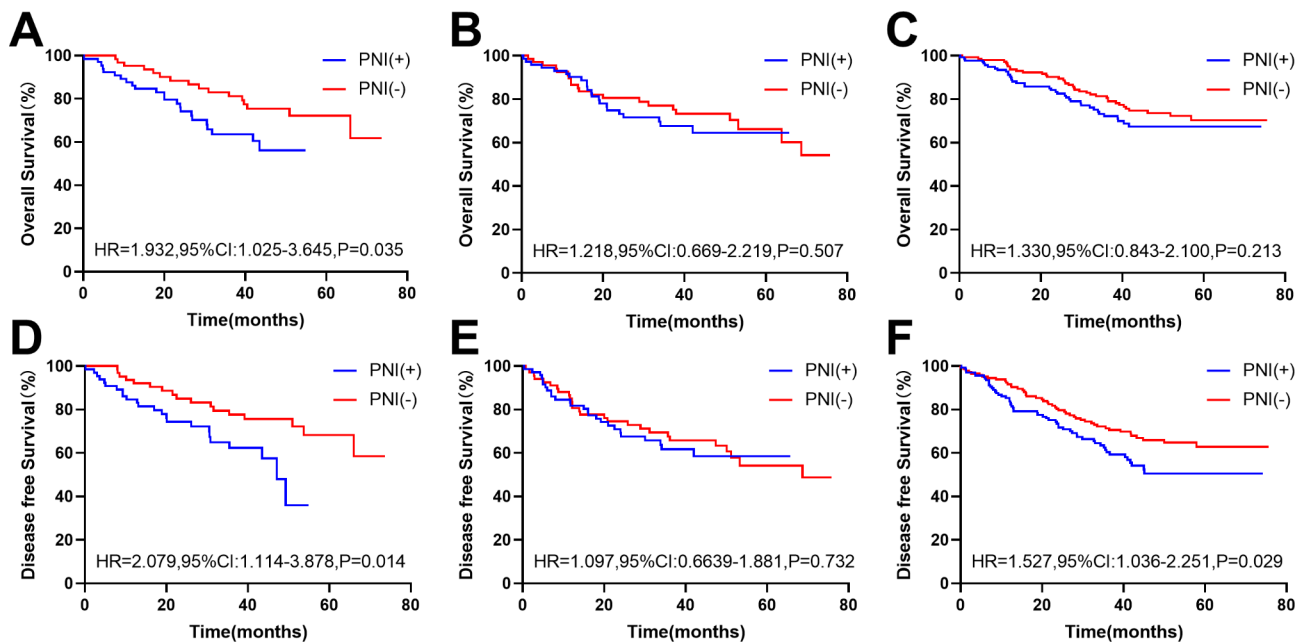 A
Overall Survival(%)
100
80
60
40
20
0
PNI(+)
PNI(-)
HR=1.932,95%CI:1.025-3.645,P=0.035
0 20 40 60 80
Time(months)
B
Overall Survival(%)
100
80
60
40
20
0
PNI(+)
PNI(-)
HR=1.218,95%CI:0.669-2.219,P=0.507
0 20 40 60 80
Time(months)
C
Overall Survival(%)
100
80
60
40
20
0
PNI(+)
PNI(-)
HR=1.330,95%CI:0.843-2.100,P=0.213
0 20 40 60 80
Time(months)
D
Disease free Survival(%)
100
80
60
40
20
0
PNI(+)
PNI(-)
HR=2.079,95%CI:1.114-3.878,P=0.014
0 20 40 60 80
Time(months)
E
Disease free Survival(%)
100
80
60
40
20
0
PNI(+)
PNI(-)
HR=1.097,95%CI:0.6639-1.881,P=0.732
0 20 40 60 80
Time(months)
F
Disease free Survival(%)
100
80
60
40
20
0
PNI(+)
PNI(-)
HR=1.527,95%CI:1.036-2.251,P=0.029
0 20 40 60 80
Time(months)